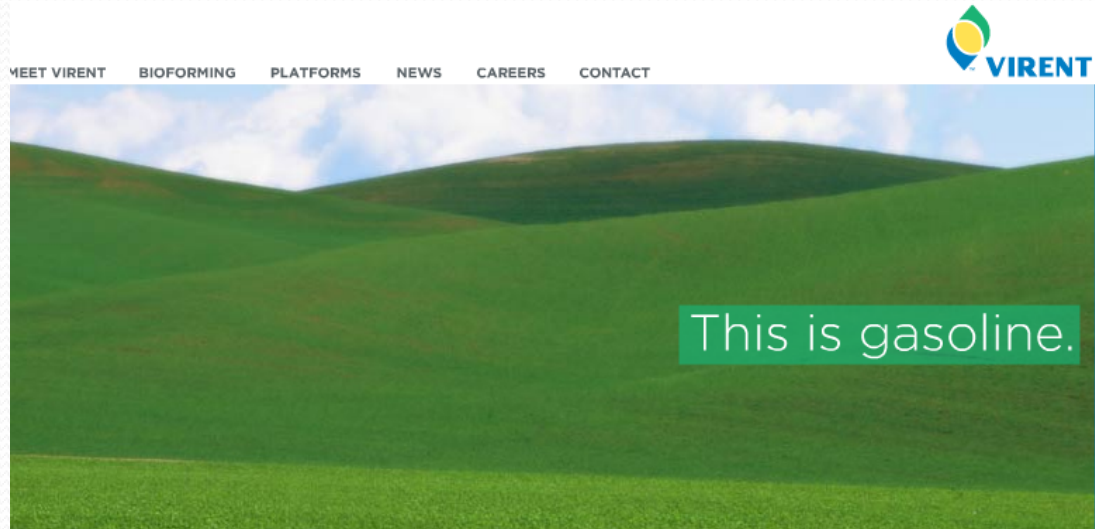 VIRENT
MEET VIRENT BIOFORMING PLATFORMS NEWS CAREERS CONTACT
This is gasoline.